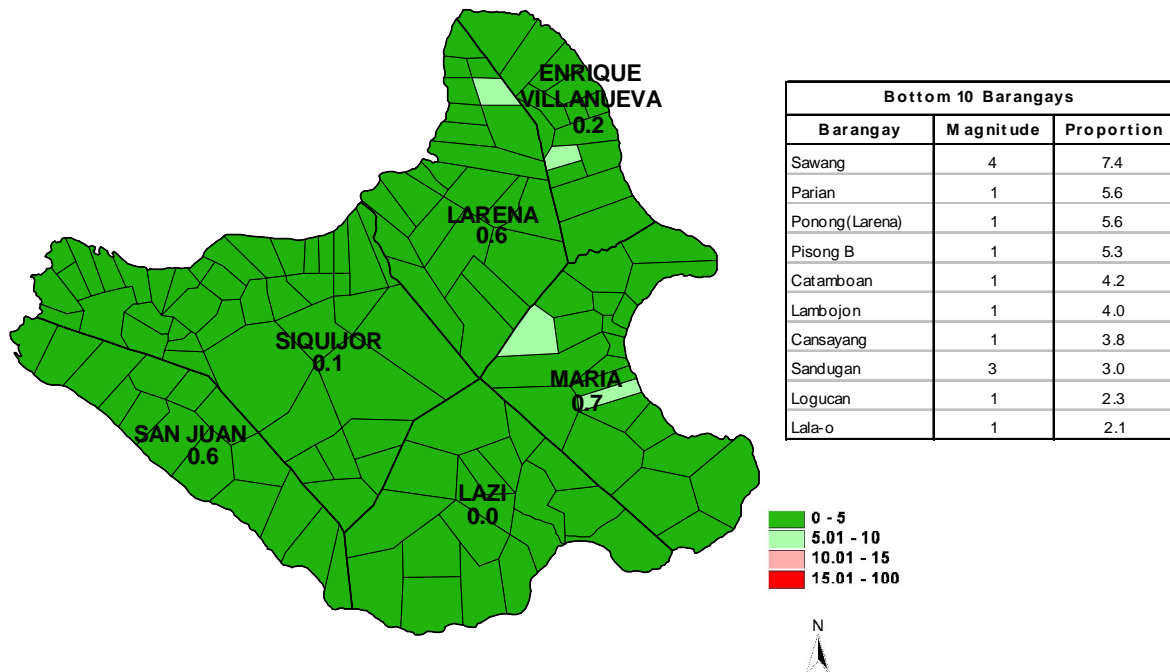 ENRIQUE
VILLANUEVA
0.2
LARENA
0.6
SIQUIJOR
0.1
MARIA
0.7
SAN JUAN
0.6
LAZI
0.0
Bottom 10 Barangays
Barangay Magnitude Proportion
Sawang 4 7.4
Parian 1 5.6
Ponong(Larena) 1 5.6
Pisong B 1 5.3
Catamboan 1 4.2
Lambojon 1 4.0
Cansayang 1 3.8
Sandugan 3 3.0
Logucan 1 2.3
Lala-o 1 2.1
0 - 5
5.01 - 10
10.01 - 15
15.01 - 100
N